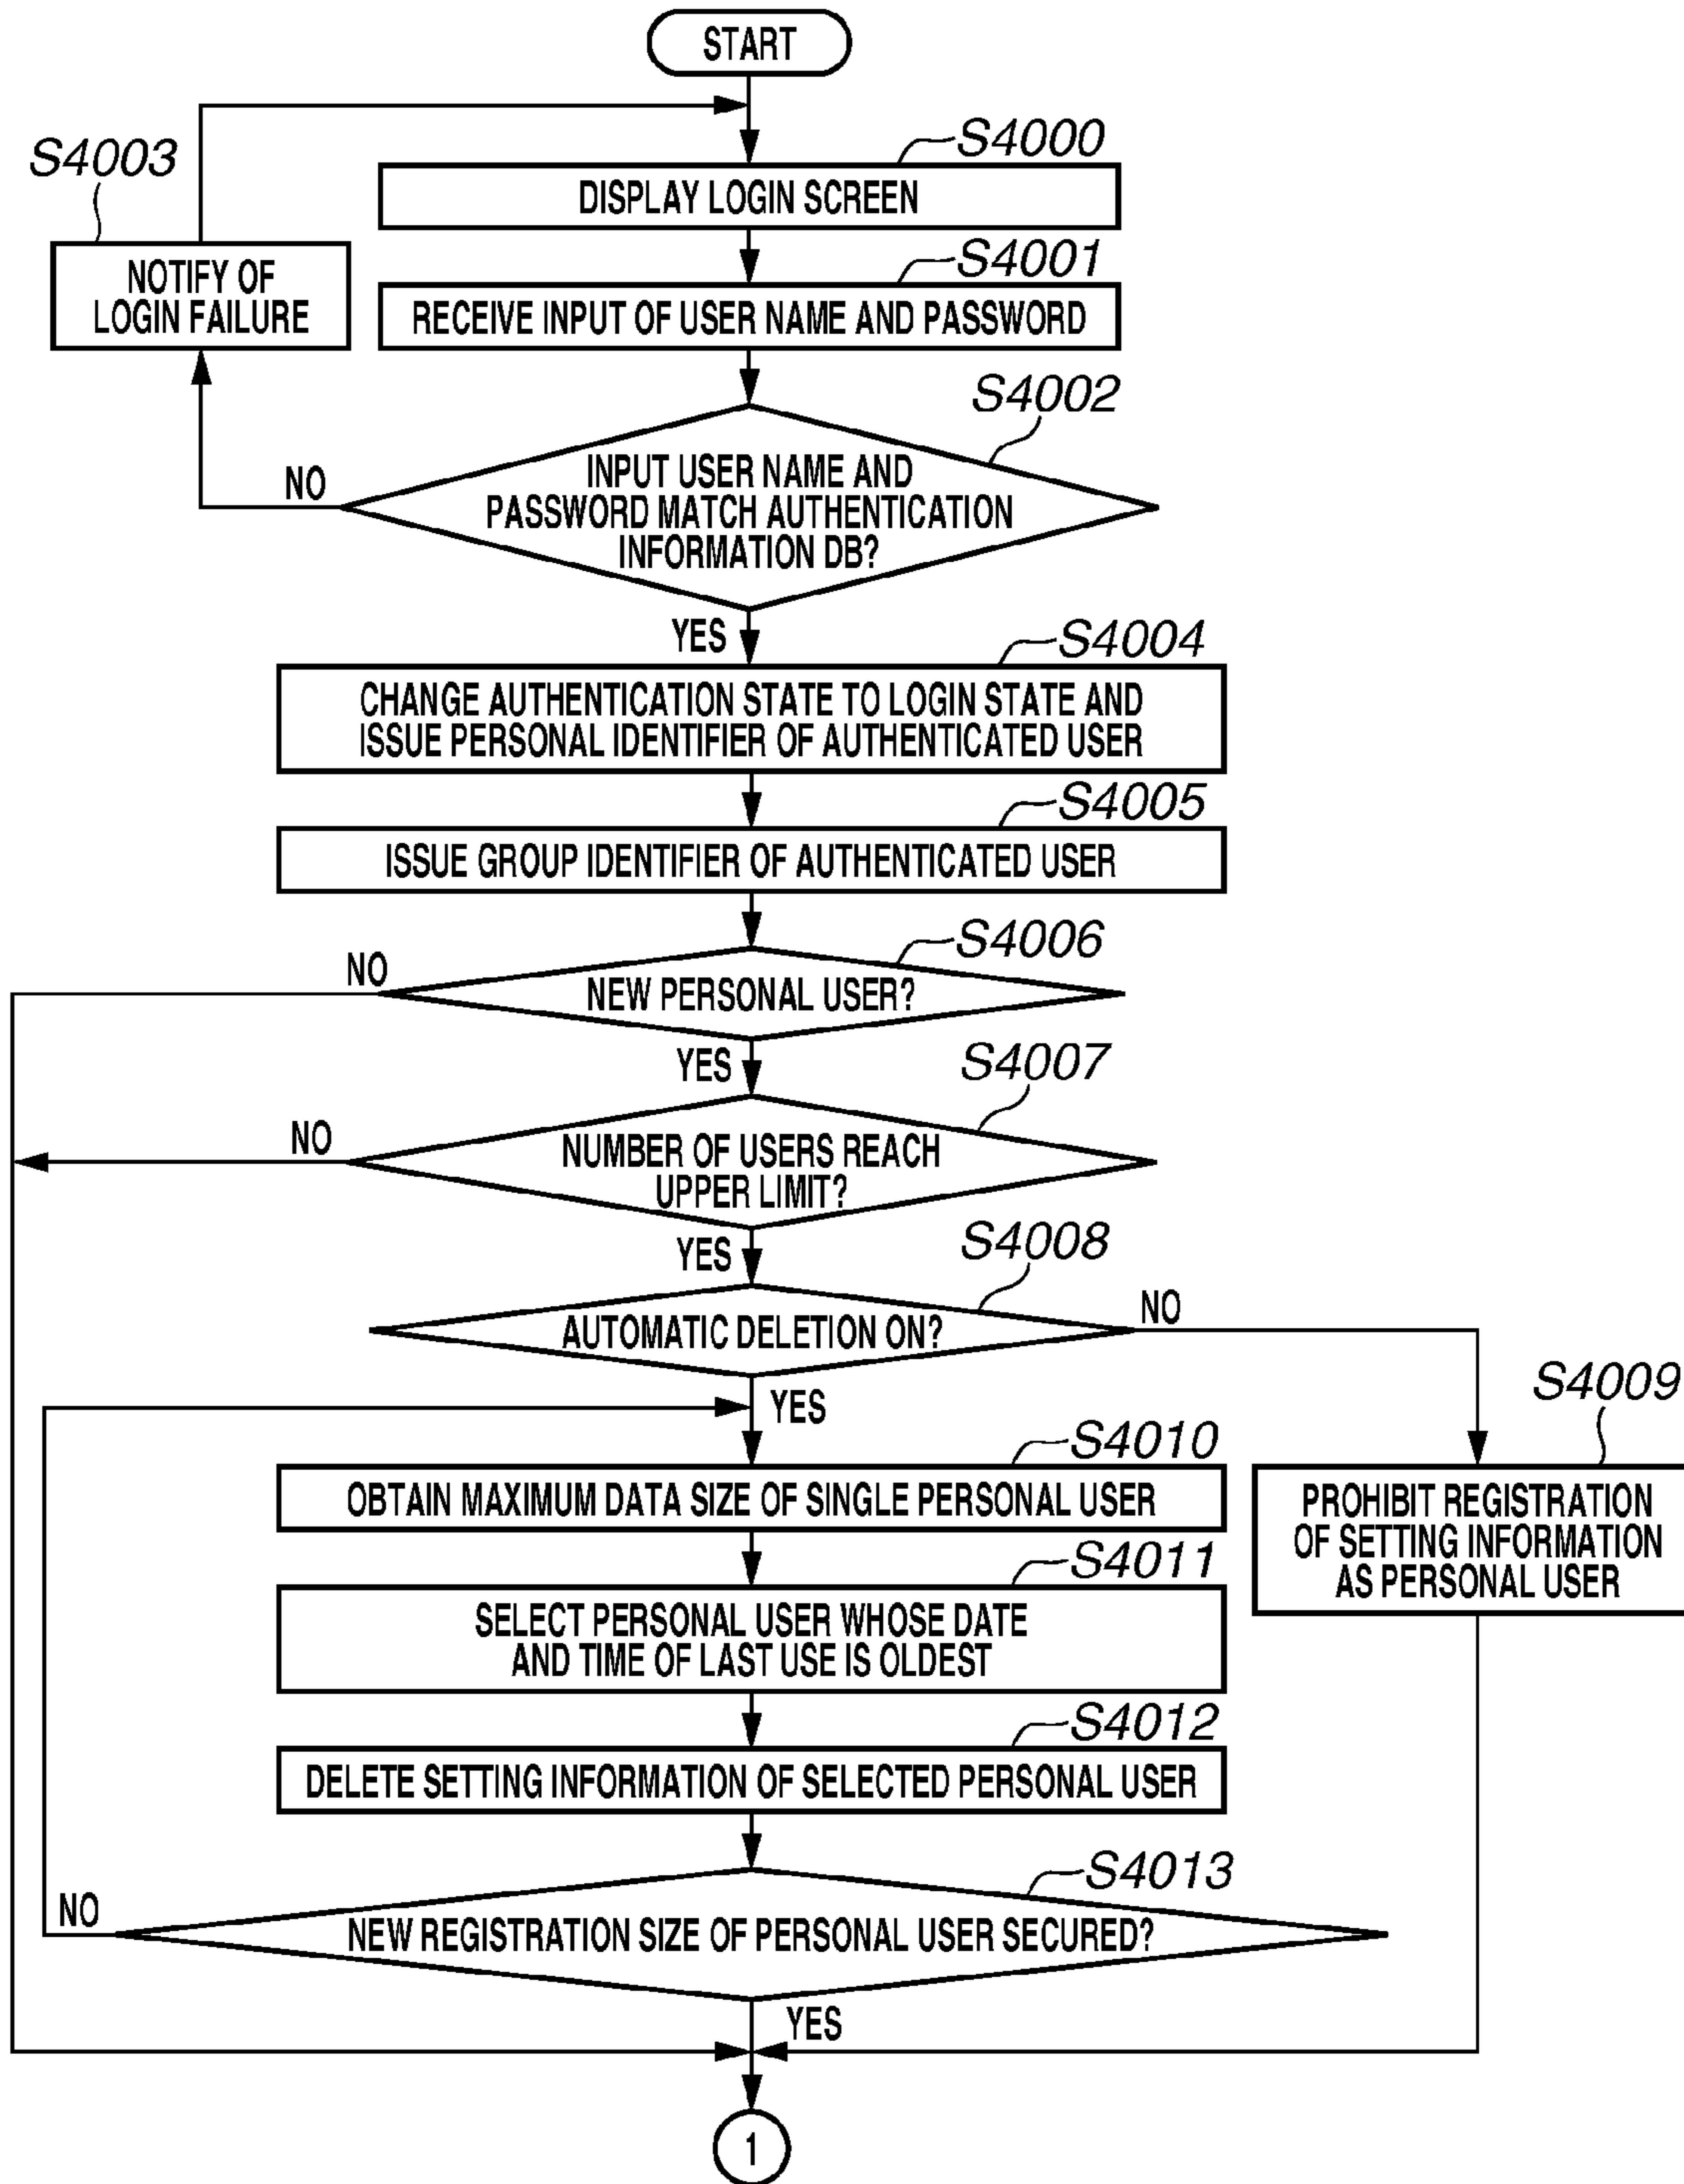 START
S4000
S4003
DISPLAY LOGIN SCREEN
S4001
NOTIFY OF
LOGIN FAILURE
RECEIVE INPUT OF USER NAME AND PASSWORD
S4002
NO
INPUT USER NAME AND
PASSWORD MATCH AUTHENTICATION
INFORMATION DB?
YES
S4004
CHANGE AUTHENTICATION STATE TO LOGIN STATE AND
ISSUE PERSONAL IDENTIFIER OF AUTHENTICATED USER
S4005
ISSUE GROUP IDENTIFIER OF AUTHENTICATED USER
S4006
NO
NEW PERSONAL USER?
YES
S4007
NO
NUMBER OF USERS REACH
UPPER LIMIT?
YES
S4008
NO
AUTOMATIC DELETION ON?
YES
S4009
S4010
OBTAIN MAXIMUM DATA SIZE OF SINGLE PERSONAL USER
PROHIBIT REGISTRATION
OF SETTING INFORMATION
AS PERSONAL USER
S4011
SELECT PERSONAL USER WHOSE DATE
AND TIME OF LAST USE IS OLDEST
S4012
DELETE SETTING INFORMATION OF SELECTED PERSONAL USER
S4013
NO
NEW REGISTRATION SIZE OF PERSONAL USER SECURED?
YES
1